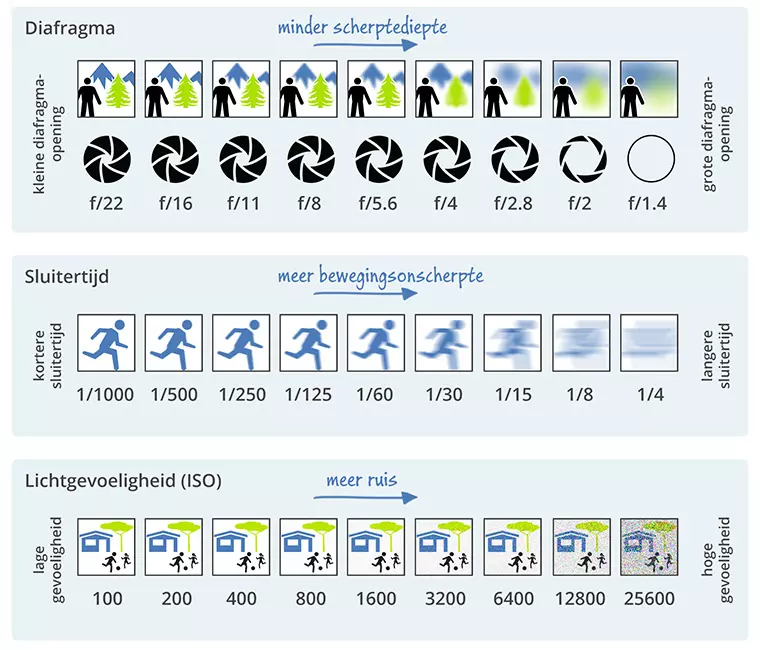 Diafragma
minder scherptediepte
kleine diafragma-
opening
grote diafragma-
opening
f/22 f/16 f/11 f/8 f/5.6 f/4 f/2.8 f/2 f/1.4
Sluitertijd
meer bewegingsonscherpte
kortere
sluitertijd
langere
sluitertijd
1/1000 1/500 1/250 1/125 1/60 1/30 1/15 1/8 1/4
Lichtgevoeligheid (ISO)
meer ruis
lage
gevoeligheid
hoge
gevoeligheid
100 200 400 800 1600 3200 6400 12800 25600